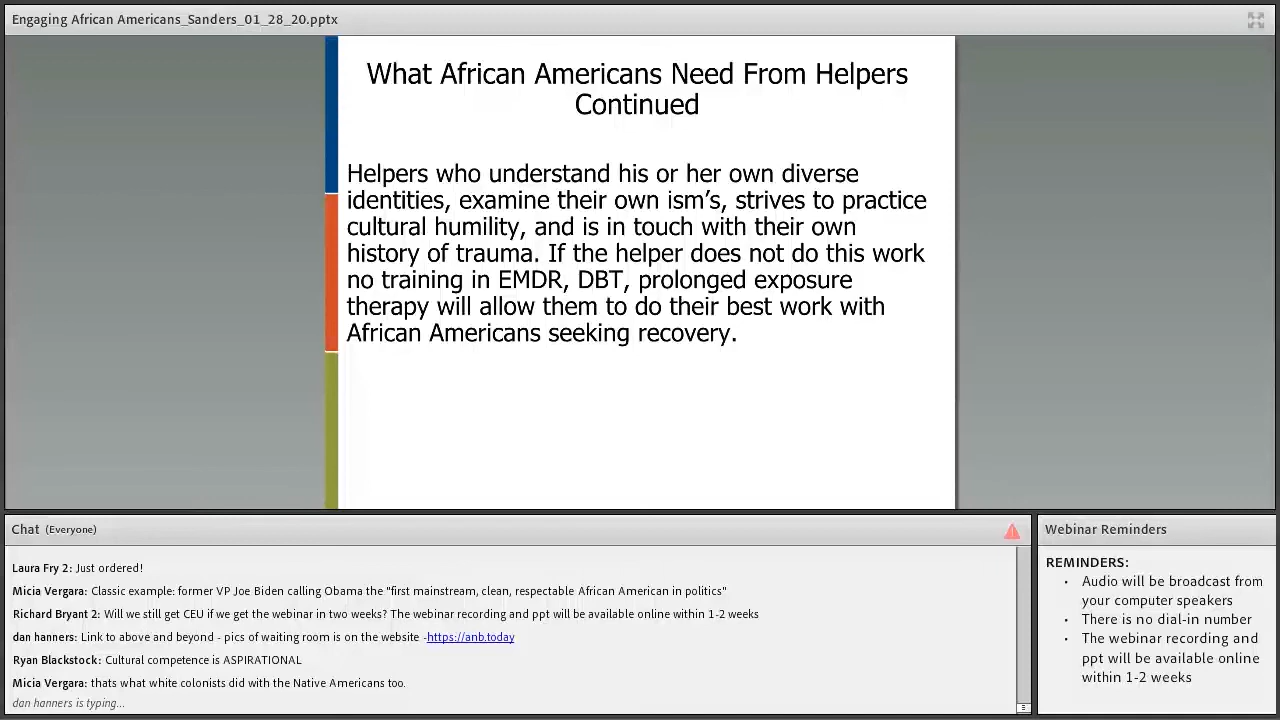 Engaging African Americans_Sanders_01_28_20.pptx
What African Americans Need From Helpers
Continued
Helpers who understand his or her own diverse
identities, examine their own ism’s, strives to practice
cultural humility, and is in touch with their own
history of trauma. If the helper does not do this work
no training in EMDR, DBT, prolonged exposure
therapy will allow them to do their best work with
African Americans seeking recovery.
Chat (Everyone)
Laura Fry 2: Just ordered!
Micia Vergara: Classic example: former VP Joe Biden calling Obama the "first mainstream, clean, respectable African American in politics"
Richard Bryant 2: Will we still get CEU if we get the webinar in two weeks? The webinar recording and ppt will be available online within 1-2 weeks
dan hanners: Link to above and beyond - pics of waiting room is on the website -https://anb.today
Ryan Blackstock: Cultural competence is ASPIRATIONAL
Micia Vergara: thats what white colonists did with the Native Americans too.
dan hanners is typing...
Webinar Reminders
REMINDERS:
• Audio will be broadcast from
your computer speakers
• There is no dial-in number
• The webinar recording and
ppt will be available online
within 1-2 weeks